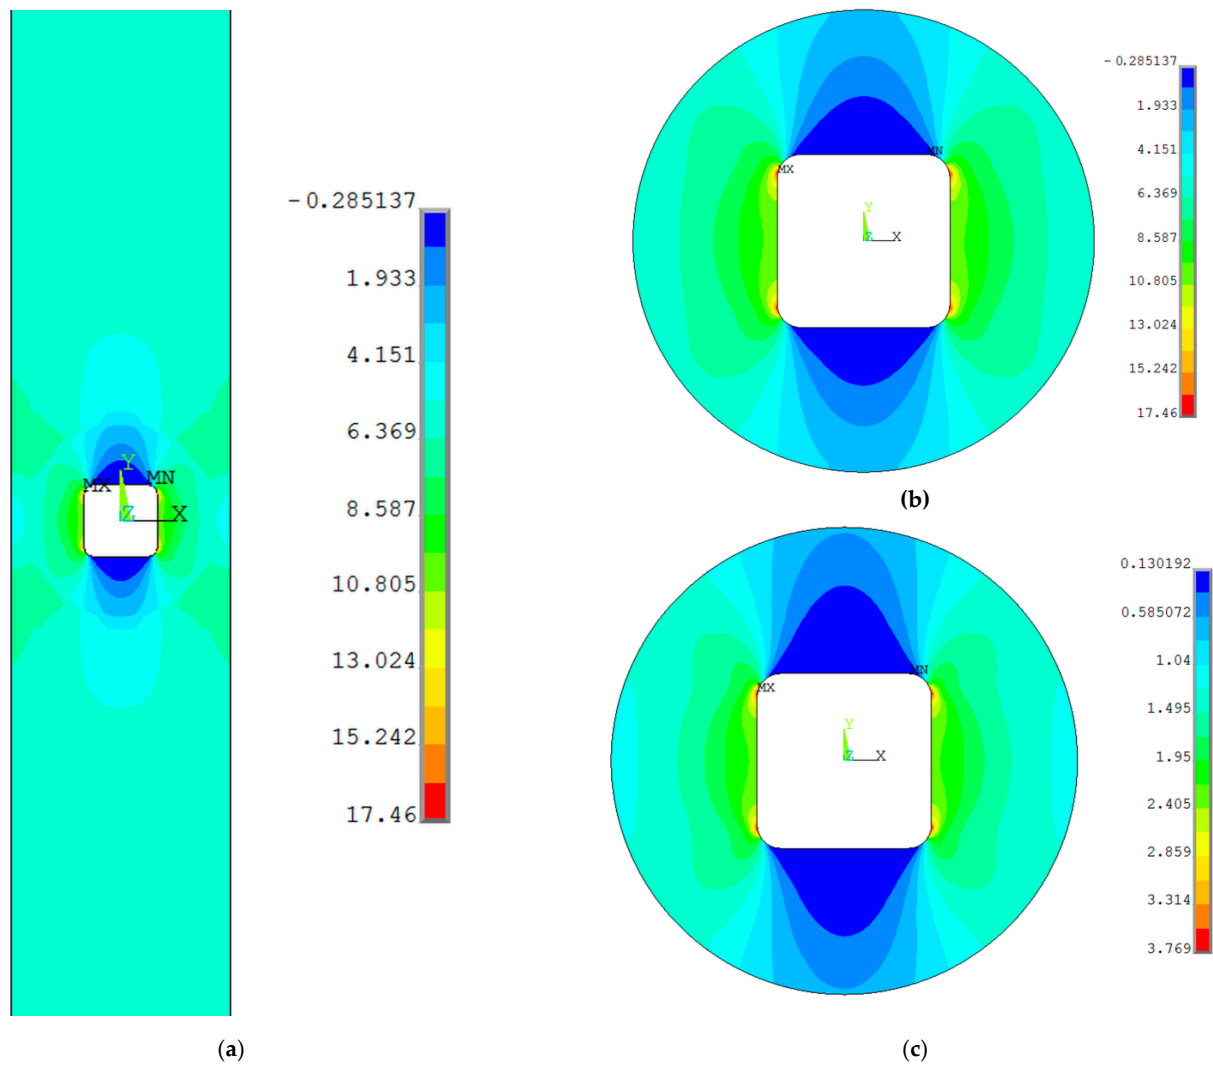 - 0.285137
1.933
4.151
6.369
8.587
10.805
13.024
15.242
17.46
Y
MX
MN
Z
X
(a)
- 0.285137
1.933
4.151
6.369
8.587
10.805
13.024
15.242
17.46
MN
MX
Y
Z
X
(b)
0.130192
0.585072
1.04
1.495
1.95
2.405
2.859
3.314
3.769
MN
MX
Y
Z
X
(c)